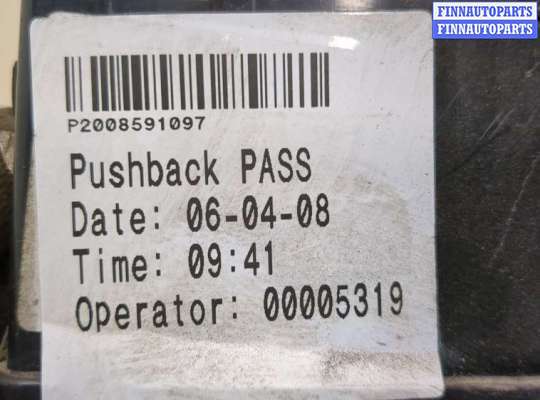 FINNAUTOPARTS
FINNAUTOPARTS
P2008591097
Pushback PASS
Date: 06-04-08
Time: 09:41
Operator: 00005319